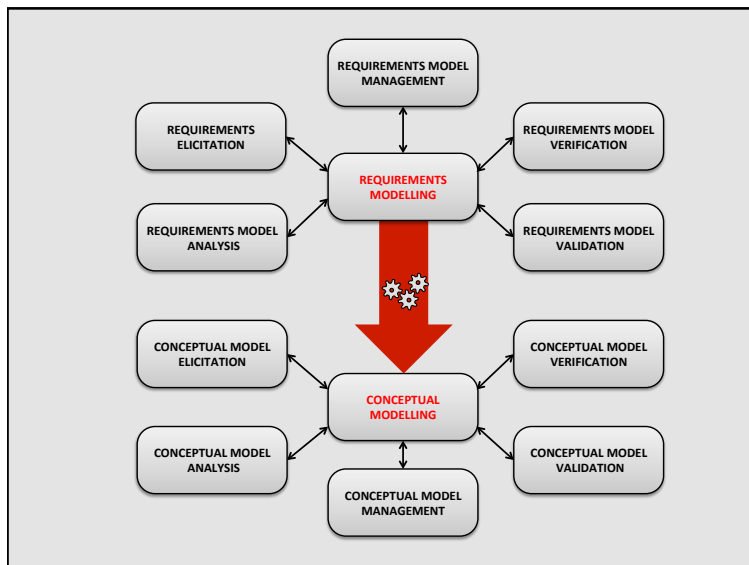 REQUIREMENTS MODEL
MANAGEMENT
REQUIREMENTS
ELICITATION
REQUIREMENTS MODEL
VERIFICATION
REQUIREMENTS
MODELLING
REQUIREMENTS MODEL
ANALYSIS
REQUIREMENTS MODEL
VALIDATION
CONCEPTUAL MODEL
ELICITATION
CONCEPTUAL MODEL
VERIFICATION
CONCEPTUAL
MODELLING
CONCEPTUAL MODEL
ANALYSIS
CONCEPTUAL MODEL
VALIDATION
CONCEPTUAL MODEL
MANAGEMENT